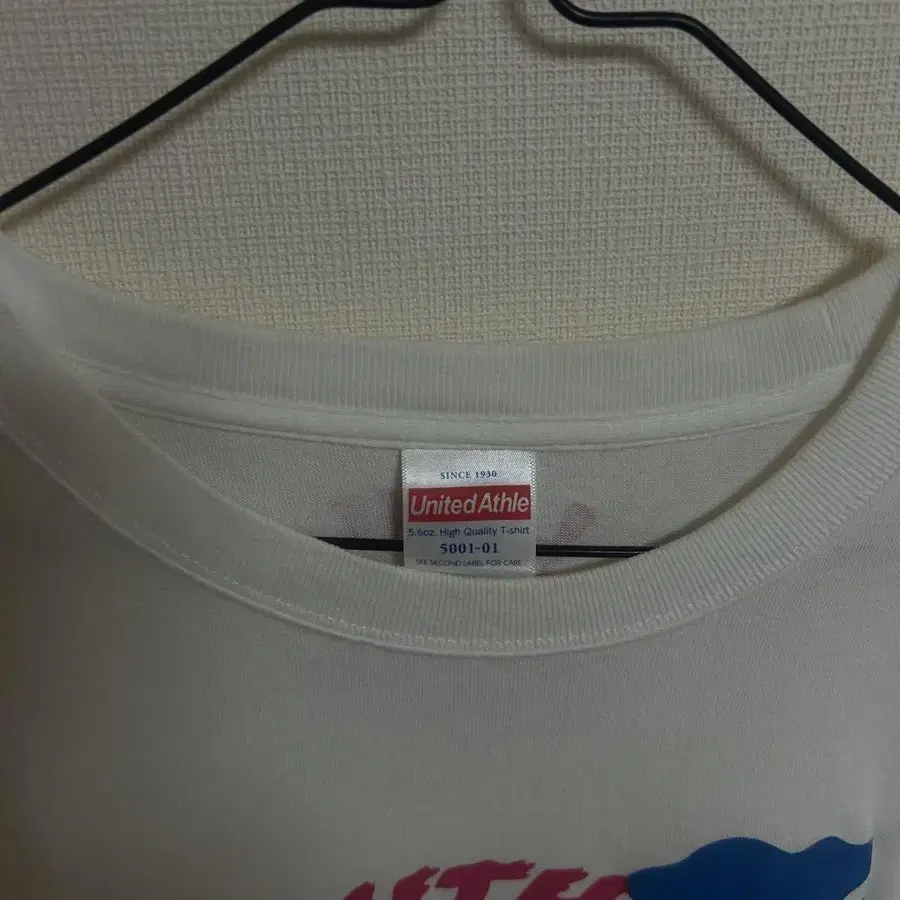 SINCE 1930
United Athle
5.6oz. High Quality T-shirt
5001-01
SEE SECOND LABEL FOR CARE